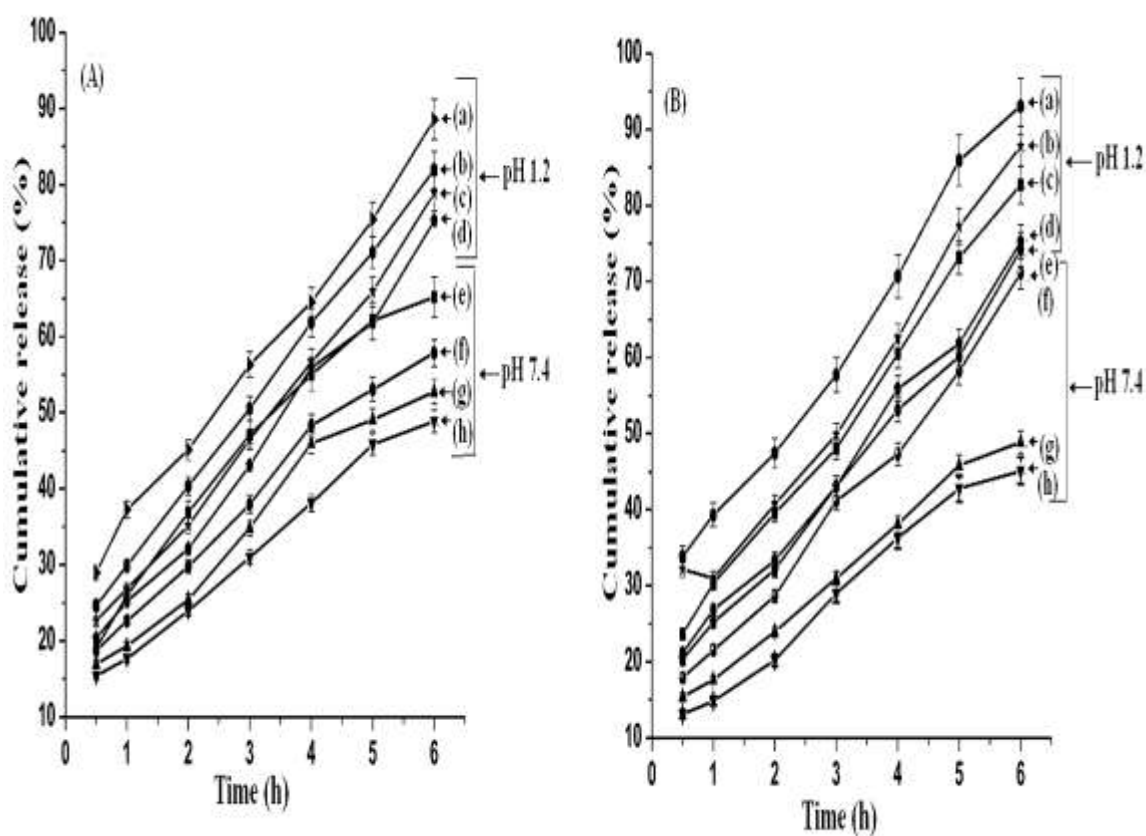 (A)
Cumulative release (%)
100
90
80
70
60
50
40
30
20
10
0
1
2
3
4
5
6
Time (h)
(a)
(b)
(c)
(d)
(e)
(f)
(g)
(h)
pH 1.2
pH 7.4
(B)
Cumulative release (%)
100
90
80
70
60
50
40
30
20
10
0
1
2
3
4
5
6
Time (h)
(a)
(b)
(c)
(d)
(e)
(f)
(g)
(h)
pH 1.2
pH 7.4